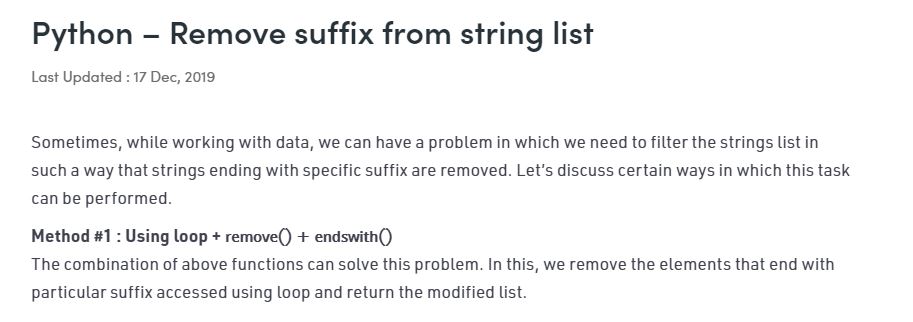 Python – Remove suffix from string list
Last Updated : 17 Dec, 2019
Sometimes, while working with data, we can have a problem in which we need to filter the strings list in
such a way that strings ending with specific suffix are removed. Let’s discuss certain ways in which this task
can be performed.
Method #1 : Using loop + remove() + endswith()
The combination of above functions can solve this problem. In this, we remove the elements that end with
particular suffix accessed using loop and return the modified list.